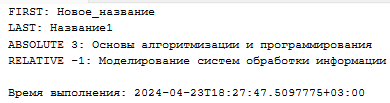 FIRST: Новое_название
LAST: Название1
ABSOLUTE 3: Основы алгоритмизации и программирования
RELATIVE -1: Моделирование систем обработки информации
Время выполнения: 2024-04-23T18:27:47.5097775+03:00